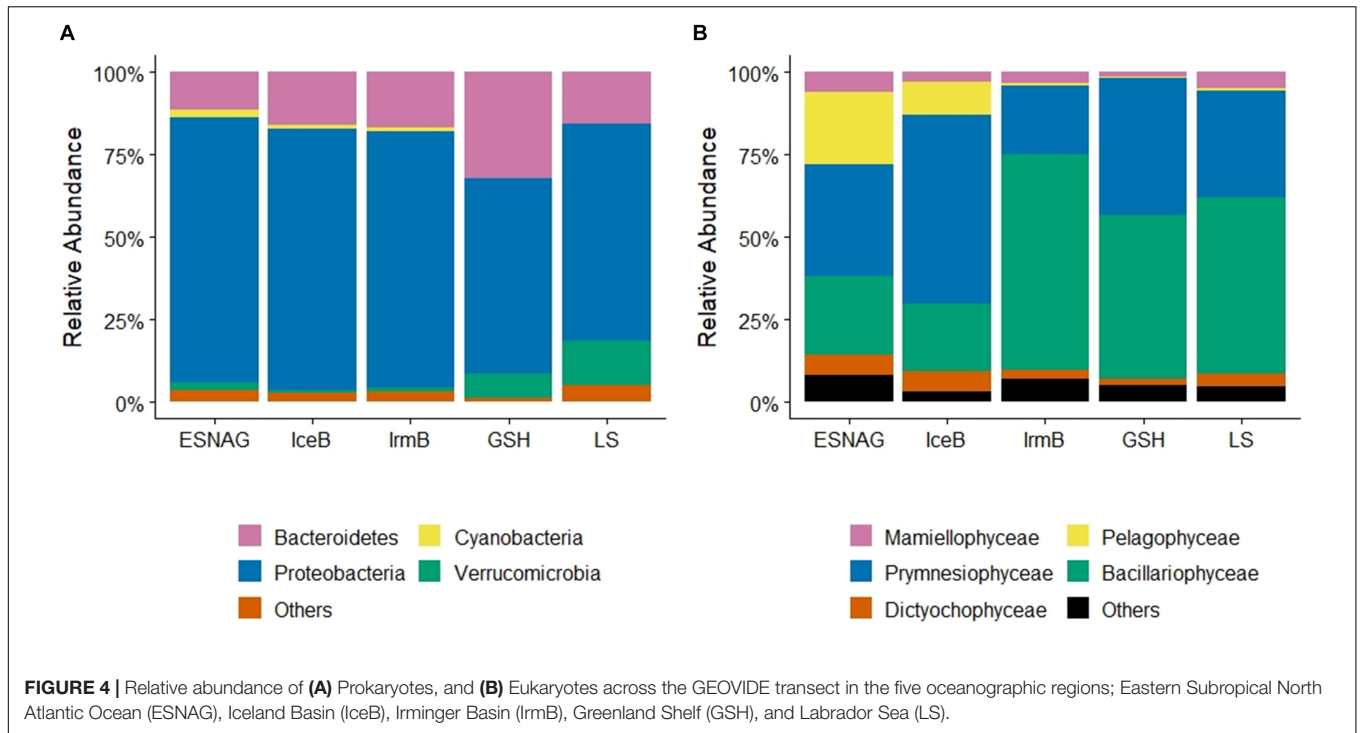 A
B
Relative Abundance
100%
75%
50%
25%
0%
ESNAG IceB IrmB GSH LS
Relative Abundance
100%
75%
50%
25%
0%
ESNAG IceB IrmB GSH LS
Bacteroidetes Cyanobacteria
Proteobacteria Verrucomicrobia
Others
Mamiellophyceae Pelagophyceae
Prymnesiophyceae Bacillariophyceae
Dictyochophyceae Others
FIGURE 4 | Relative abundance of (A) Prokaryotes, and (B) Eukaryotes across the GEOVIDE transect in the five oceanographic regions; Eastern Subropical North
Atlantic Ocean (ESNAG), Iceland Basin (IceB), Irminger Basin (IrmB), Greenland Shelf (GSH), and Labrador Sea (LS).